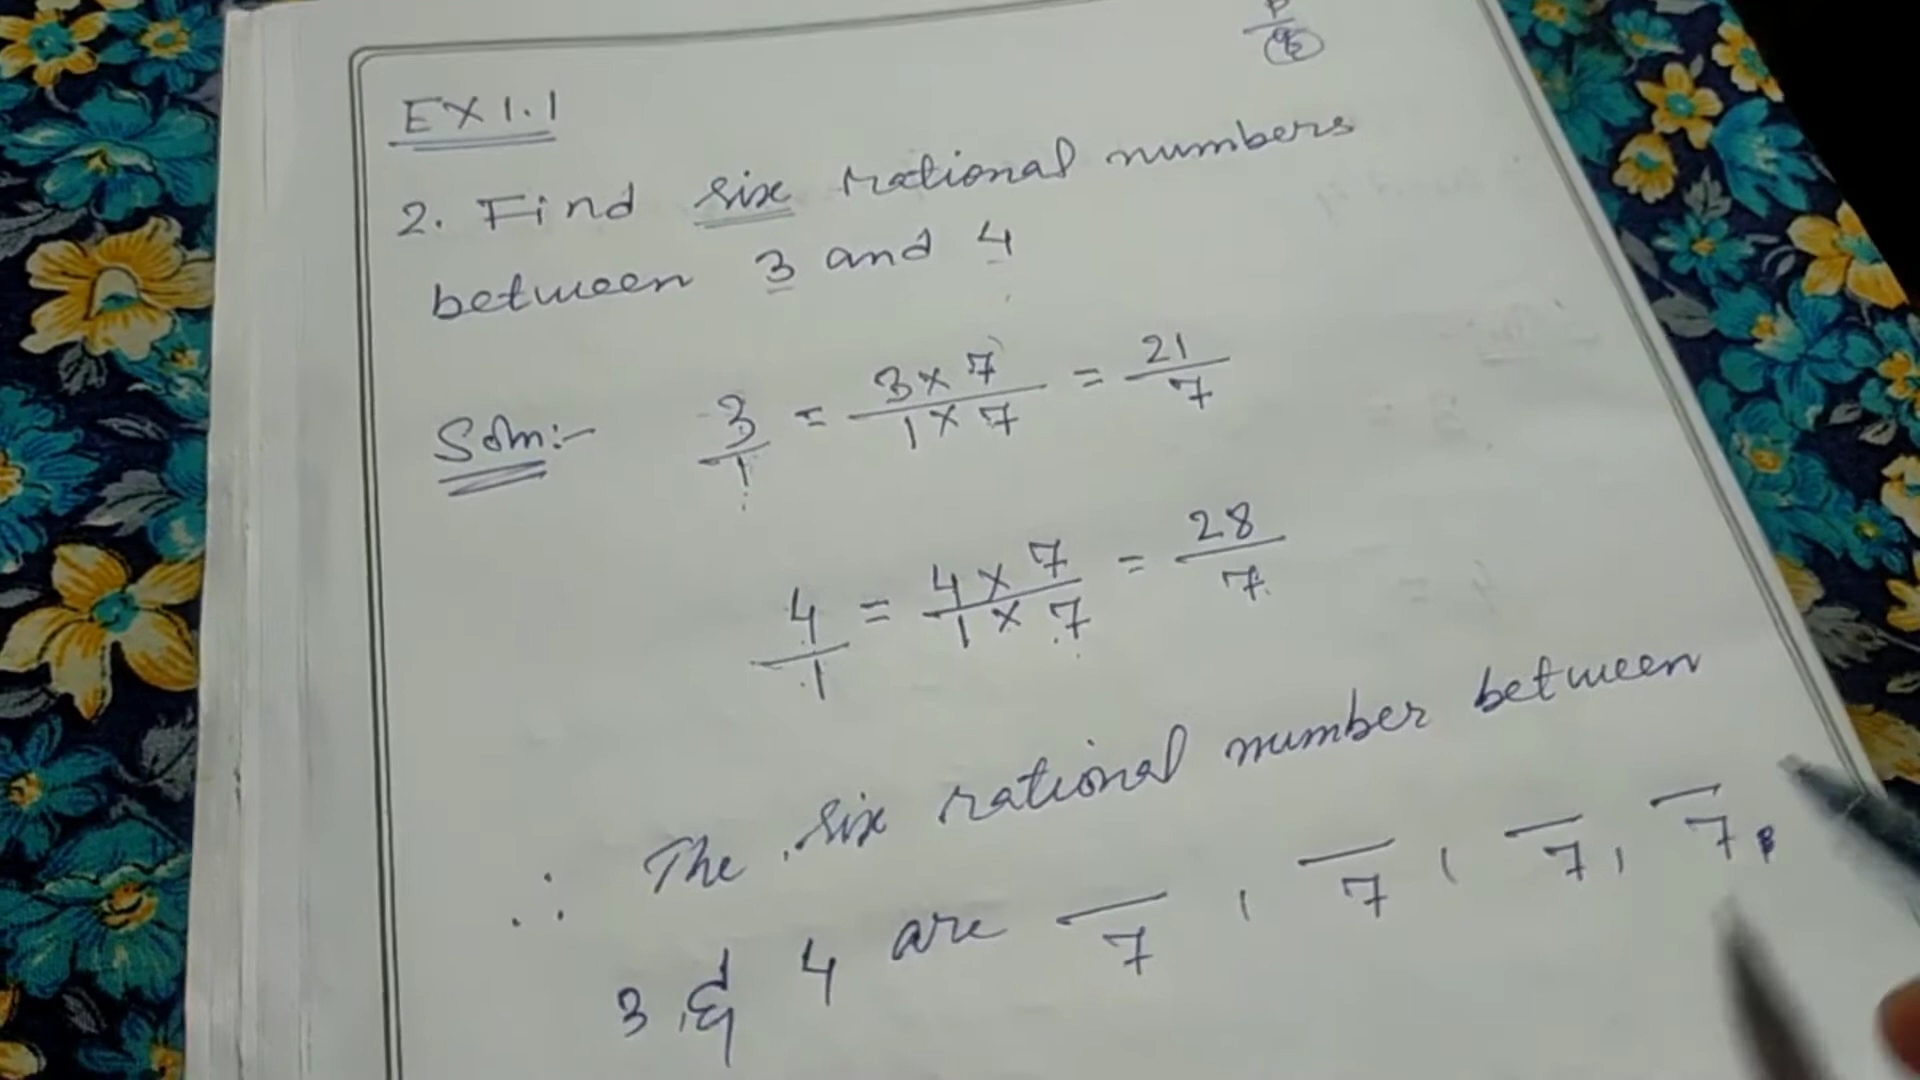 p/q
EX 1.1
2. Find six rational numbers
between 3 and 4
Soln:- 3/1 = 3×7/1×7 = 21/7
4/1 = 4×7/1×7 = 28/7
∴ The six rational number between
3 & 4 are —/7, —/7, —/7, —/7,